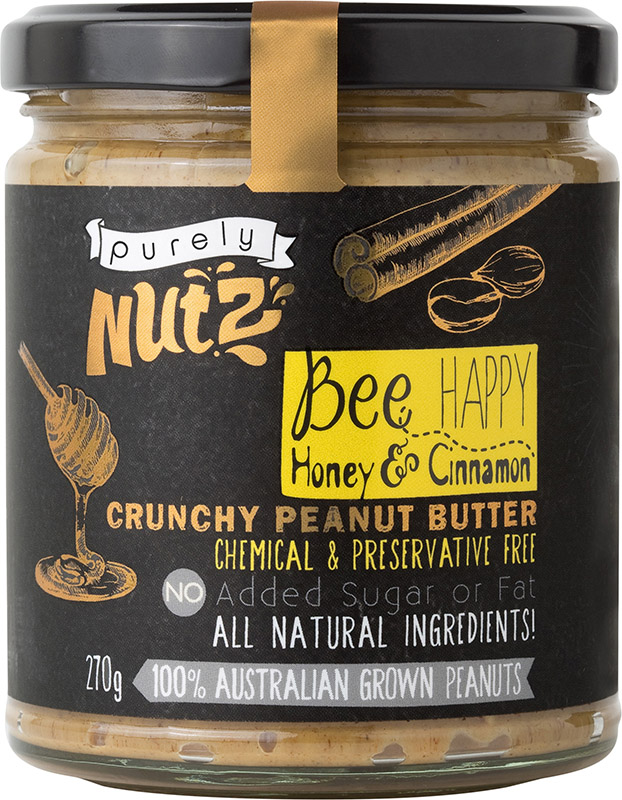 purely
Nutz
Bee HAPPY
Honey & Cinnamon
CRUNCHY PEANUT BUTTER
CHEMICAL & PRESERVATIVE FREE
NO Added Sugar or Fat
ALL NATURAL INGREDIENTS!
270g 100% AUSTRALIAN GROWN PEANUTS